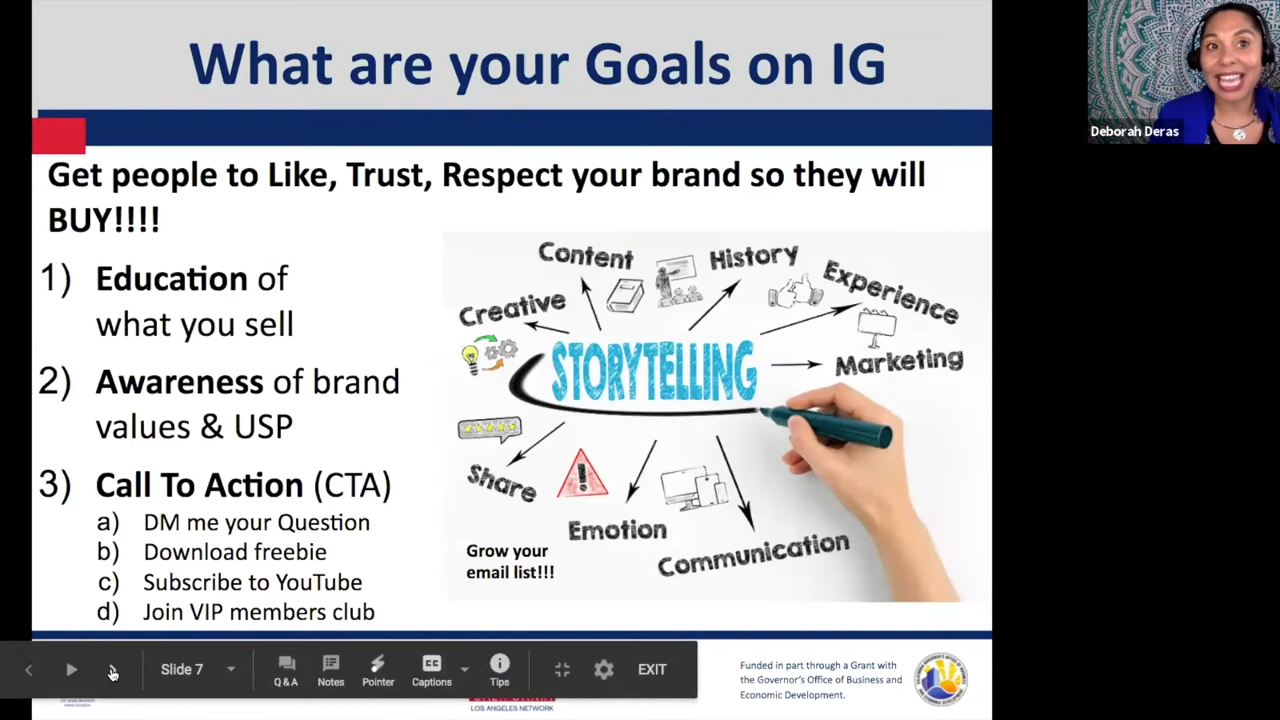 What are your Goals on IG
Deborah Deras
Get people to Like, Trust, Respect your brand so they will
BUY!!!!
1) Education of
what you sell
2) Awareness of brand
values & USP
3) Call To Action (CTA)
a) DM me your Question
b) Download freebie
c) Subscribe to YouTube
d) Join VIP members club
Content
History
Experience
Creative
STORYTELLING
Marketing
Share
Emotion
Communication
Grow your
email list!!!
Slide 7
Q & A
Notes
Pointer
CC
Captions
Tips
EXIT
LOS ANGELES NETWORK
Funded in part through a Grant with
the Governor's Office of Business and
Economic Development.